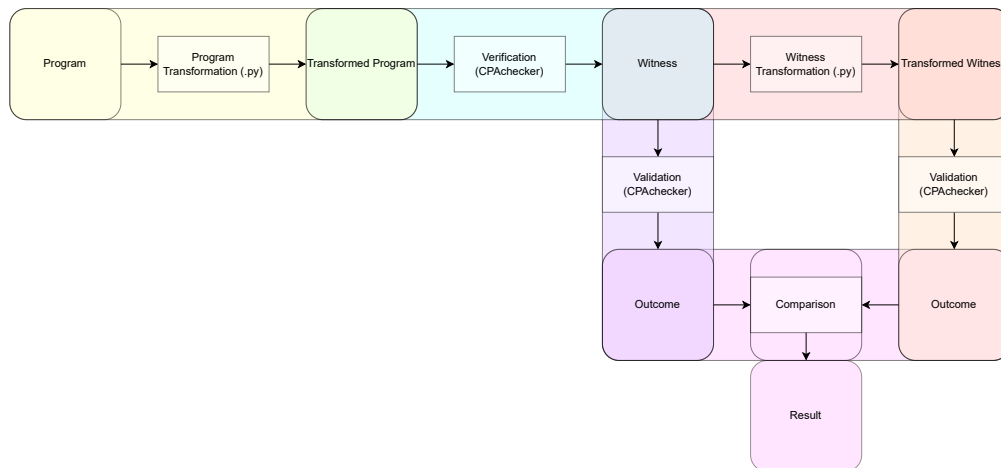 Program
Program
Transformation (.py)
Transformed Program
Verification
(CPAchecker)
Witness
Witness
Transformation (.py)
Transformed Witness
Validation
(CPAchecker)
Validation
(CPAchecker)
Outcome
Comparison
Outcome
Result